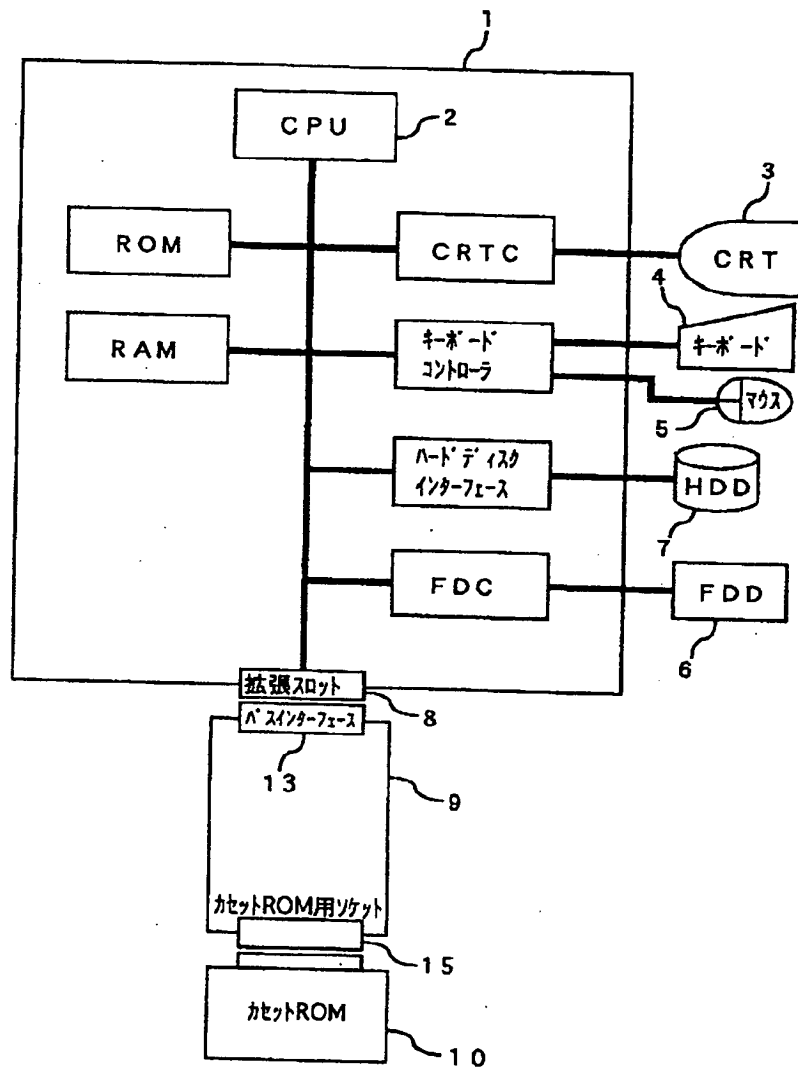 1
CPU
2
3
ROM
CRTC
CRT
4
RAM
キーボード
コントローラ
キーボード
マウス
5
ハードディスク
インターフェース
HDD
7
FDC
FDD
6
拡張スロット
8
バスインターフェース
13
9
カセットROM用ソケット
15
カセットROM
10